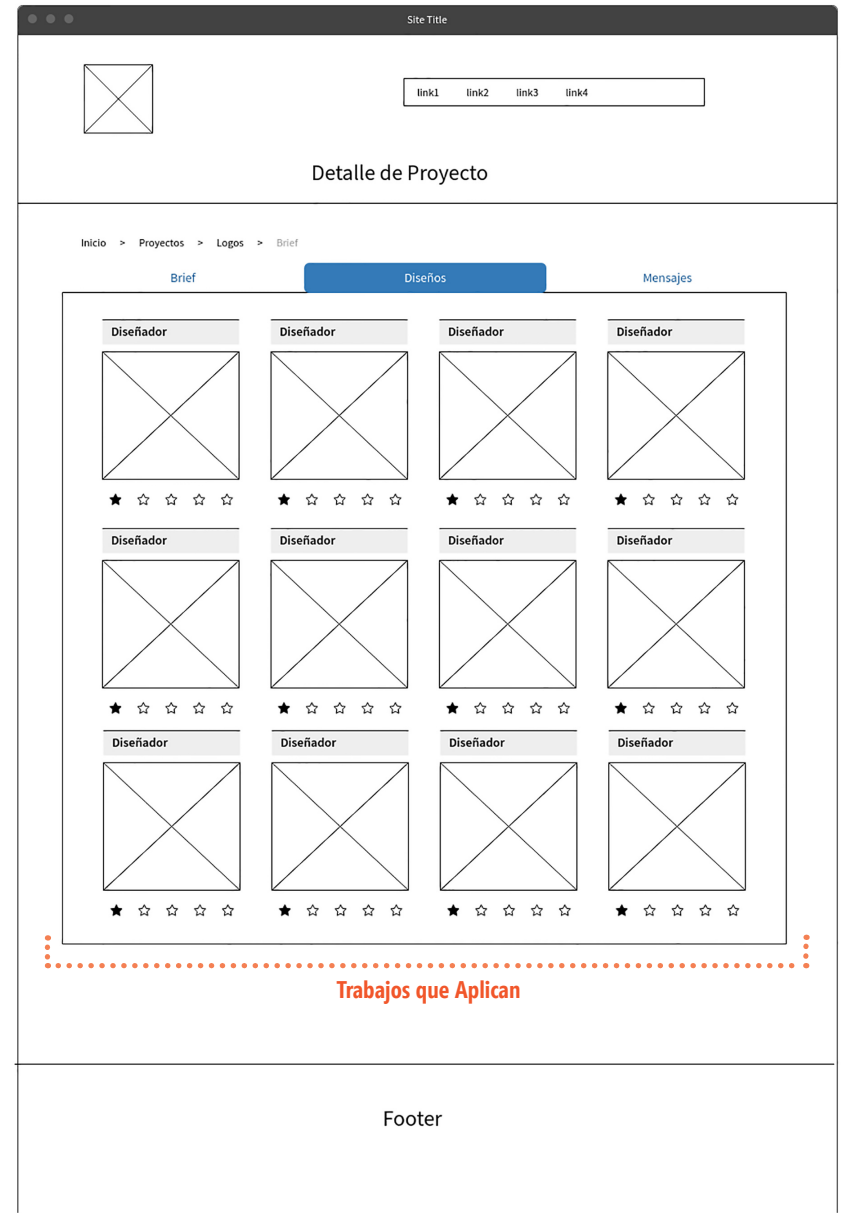 Site Title
link1 link2 link3 link4
Detalle de Proyecto
Inicio > Proyectos > Logos > Brief
Brief Diseños Mensajes
Diseñador Diseñador Diseñador Diseñador
Diseñador Diseñador Diseñador Diseñador
Diseñador Diseñador Diseñador Diseñador
Trabajos que Aplican
Footer